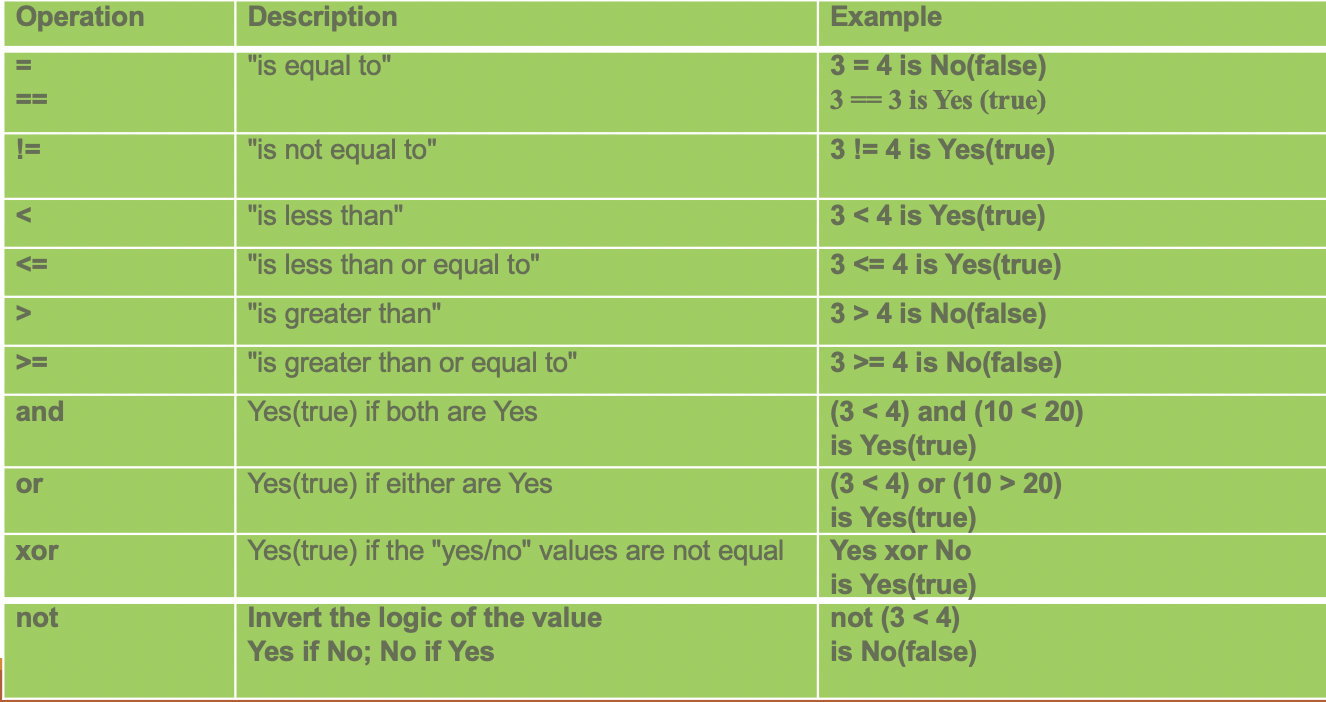 Operation Description Example
= "is equal to" 3 = 4 is No(false)
== 3 == 3 is Yes (true)
!= "is not equal to" 3 != 4 is Yes(true)
< "is less than" 3 < 4 is Yes(true)
<= "is less than or equal to" 3 <= 4 is Yes(true)
> "is greater than" 3 > 4 is No(false)
>= "is greater than or equal to" 3 >= 4 is No(false)
and Yes(true) if both are Yes (3 < 4) and (10 < 20)
is Yes(true)
or Yes(true) if either are Yes (3 < 4) or (10 > 20)
is Yes(true)
xor Yes(true) if the "yes/no" values are not equal Yes xor No
is Yes(true)
not Invert the logic of the value not (3 < 4)
Yes if No; No if Yes is No(false)